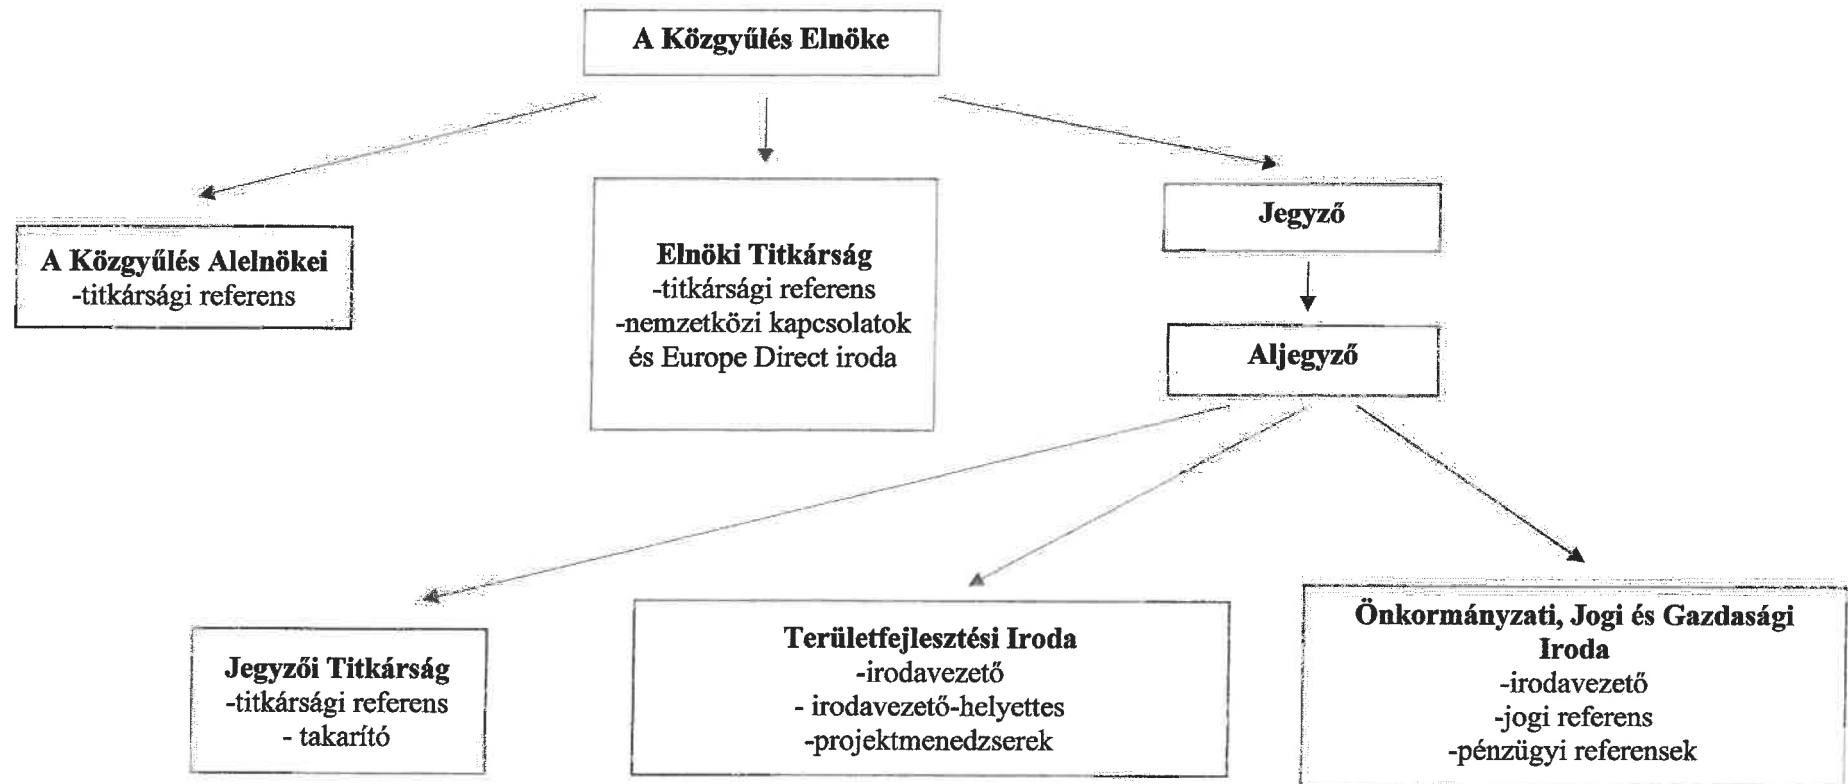 A Közgyűlés Elnöke
A Közgyűlés Alelnökei
-titkársági referens
Elnöki Titkárság
-titkársági referens
-nemzetközi kapcsolatok
és Europe Direct iroda
Jegyző
Aljegyző
Jegyzői Titkárság
-titkársági referens
- takarító
Területfejlesztési Iroda
-irodavezető
- irodavezető-helyettes
-projektmenedzserek
Önkormányzati, Jogi és Gazdasági
Iroda
-irodavezető
-jogi referens
-pénzügyi referensek